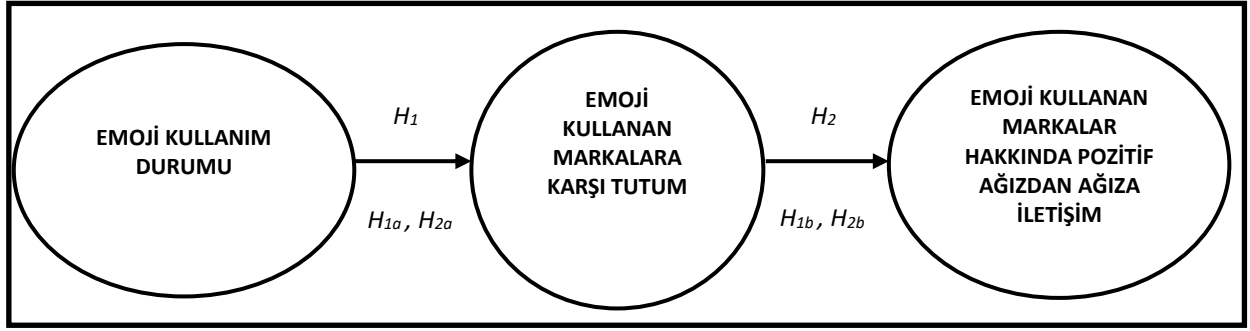 EMOJİ KULLANIM
DURUMU
H1
H1a , H2a
EMOJİ
KULLANAN
MARKALARA
KARŞI TUTUM
H2
H1b , H2b
EMOJİ KULLANAN
MARKALAR
HAKKINDA POZİTİF
AĞIZDAN AĞIZA
İLETİŞİM